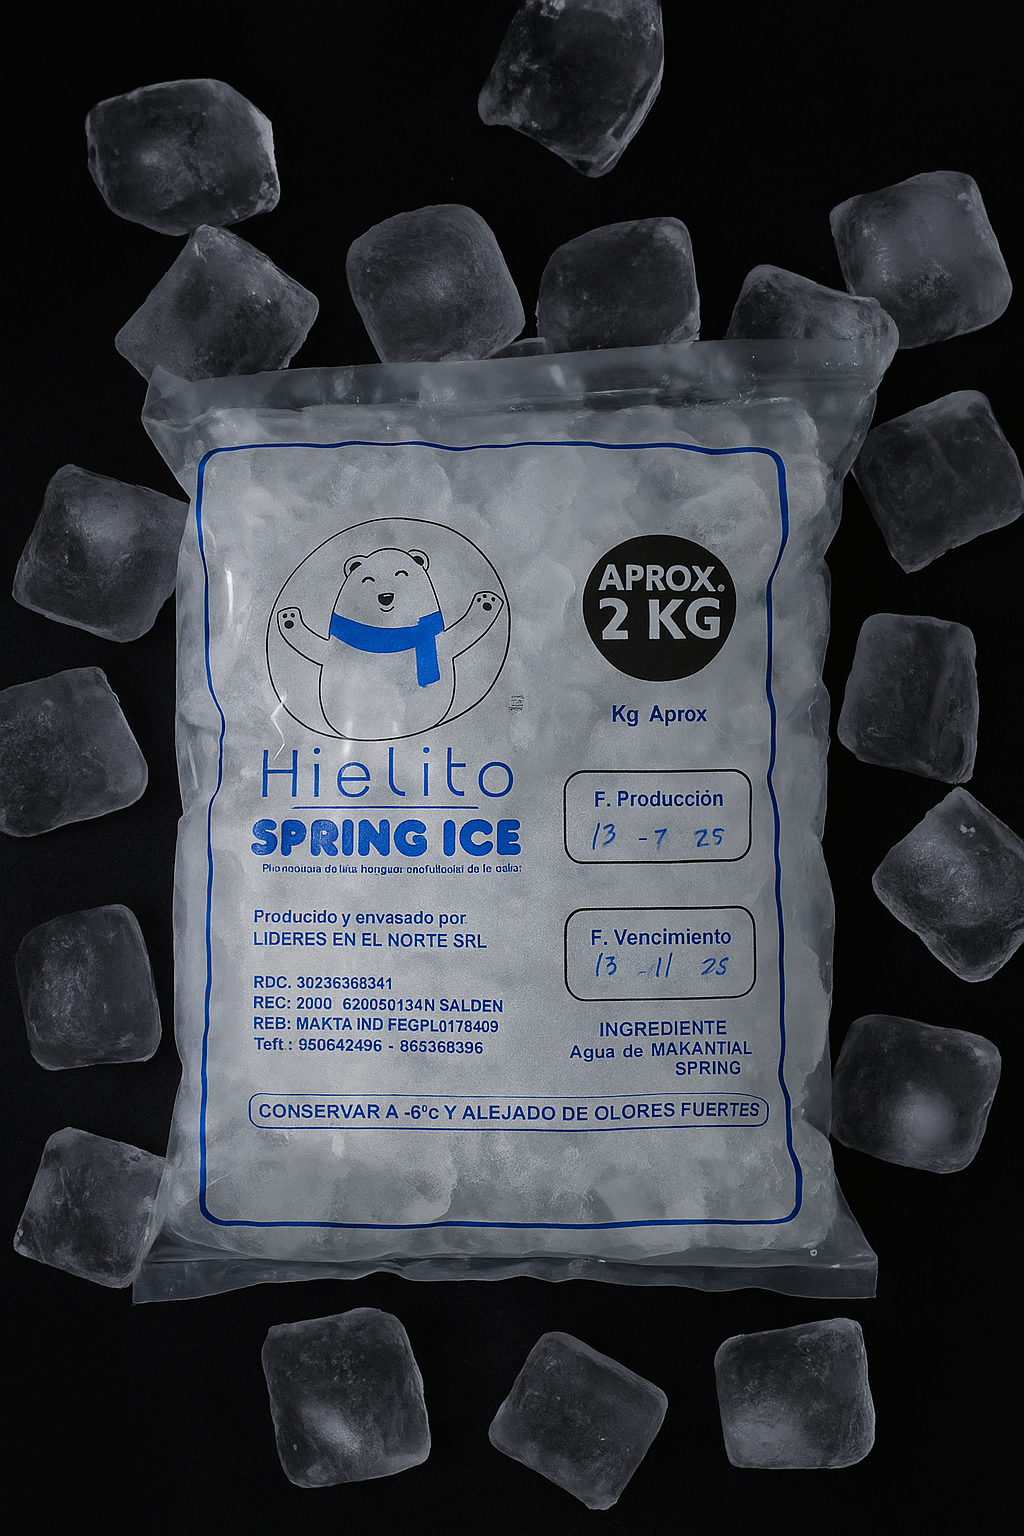 APROX.
2 KG
Kg Aprox
Hielito
SPRING ICE
F. Producción
13 -7 25
Producido y envasado por
LIDERES EN EL NORTE SRL
F. Vencimiento
13 -11 25
RDC. 30236368341
REC: 2000 620050134N SALDEN
REB: MAKTA IND FEGPL0178409
Teft.: 950642496 - 865368396
INGREDIENTE
Agua de MAKANTIAL
SPRING
CONSERVAR A -6ºc Y ALEJADO DE OLORES FUERTES